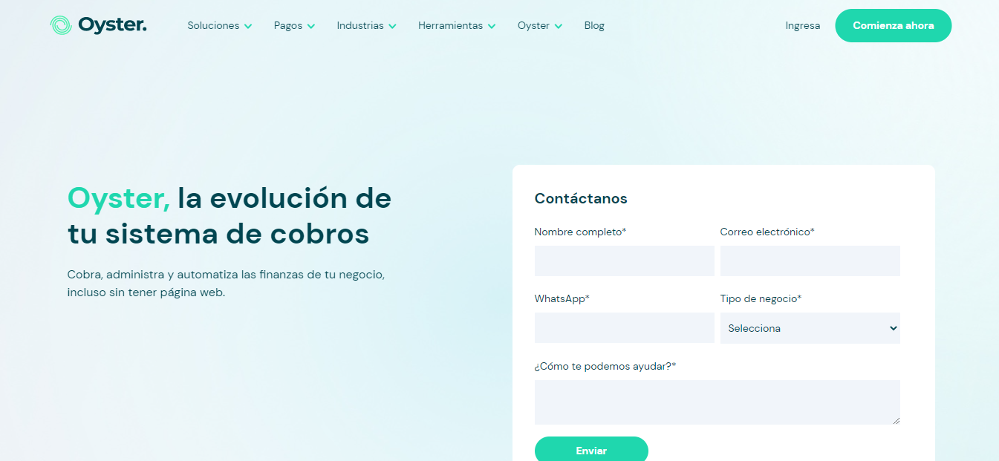 Oyster.
Soluciones
Pagos
Industrias
Herramientas
Oyster
Blog
Ingresa
Comienza ahora
Oyster, la evolución de
tu sistema de cobros
Cobra, administra y automatiza las finanzas de tu negocio,
incluso sin tener página web.
Contáctanos
Nombre completo*
Correo electrónico*
WhatsApp*
Tipo de negocio*
Selecciona
¿Cómo te podemos ayudar?*
Enviar